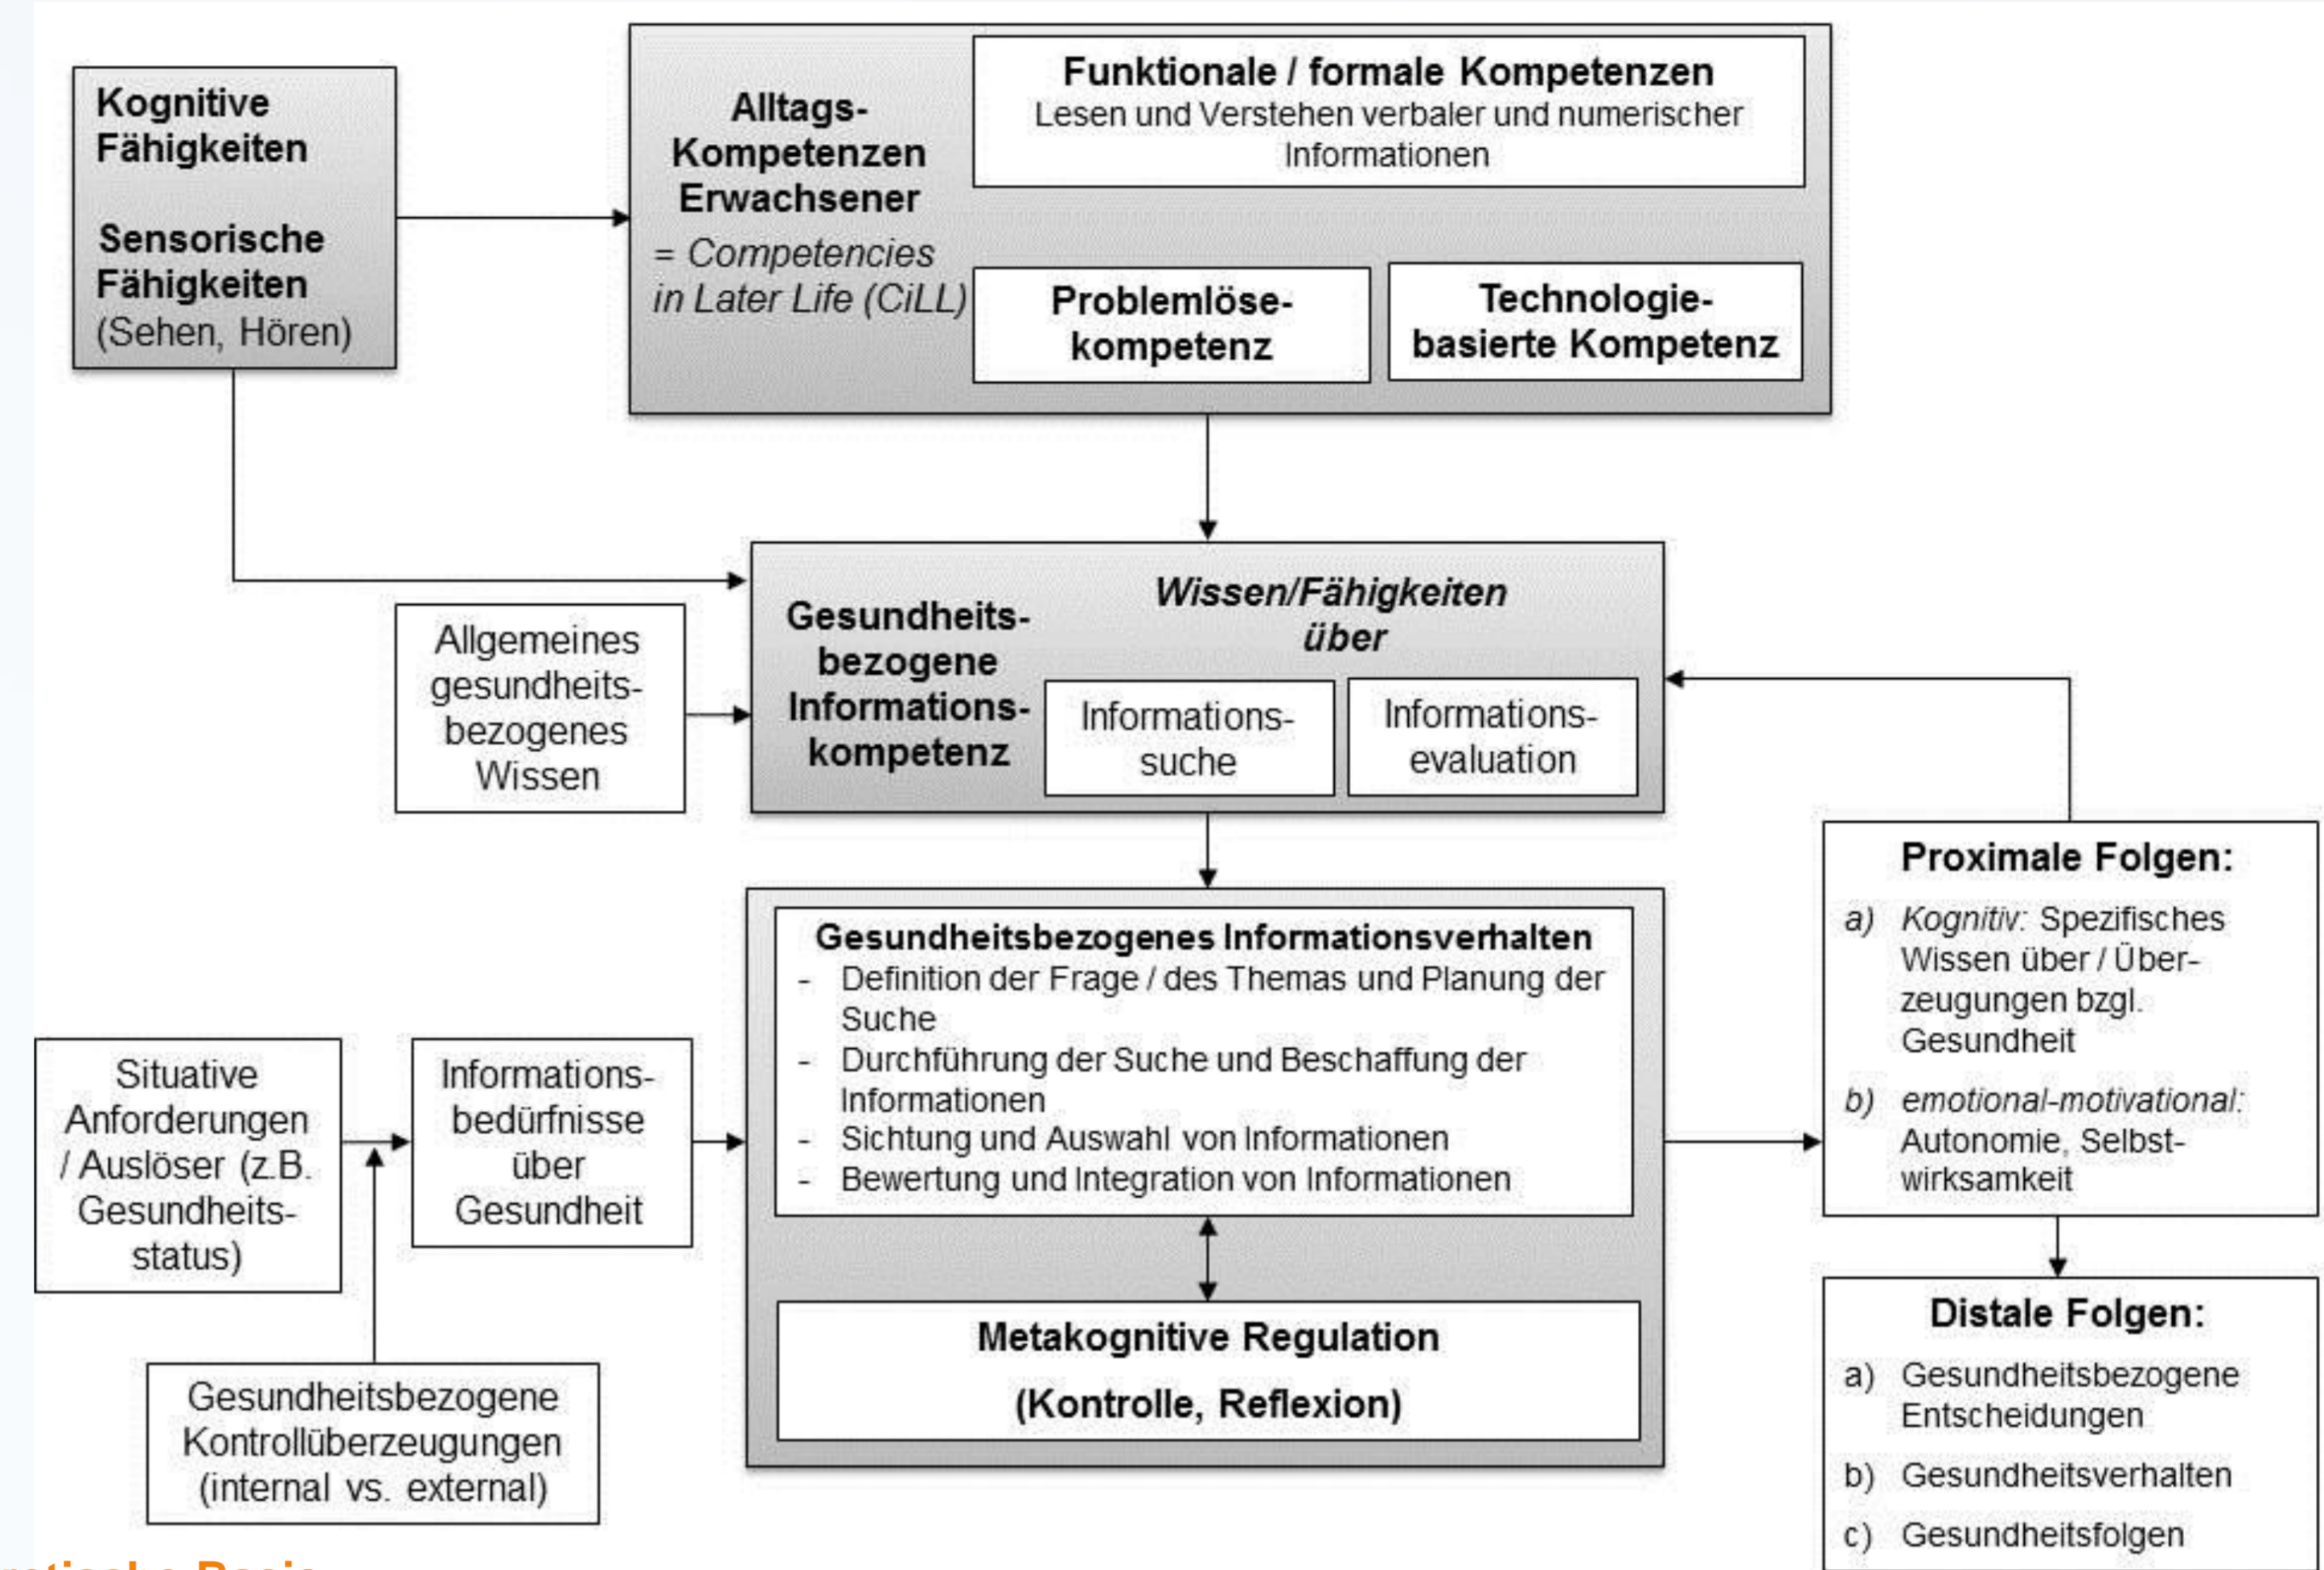 Kognitive
Fähigkeiten
Sensorische
Fähigkeiten
(Sehen, Hören)
Alltags-
Kompetenzen
Erwachsener
= Competencies
in Later Life (CiLL)
Funktionale / formale Kompetenzen
Lesen und Verstehen verbaler und numerischer
Informationen
Problemlöse-
kompetenz
Technologie-
basierte Kompetenz
Allgemeines
gesundheits-
bezogenes
Wissen
Gesundheits-
bezogene
Informations-
kompetenz
Wissen/Fähigkeiten
über
Informations-
suche
Informations-
evaluation
Situative
Anforderungen
/ Auslöser (z.B.
Gesundheits-
status)
Informations-
bedürfnisse
über
Gesundheit
Gesundheitsbezogene
Kontrollüberzeugungen
(internal vs. external)
Gesundheitsbezogenes Informationsverhalten
- Definition der Frage / des Themas und Planung der
Suche
- Durchführung der Suche und Beschaffung der
Informationen
- Sichtung und Auswahl von Informationen
- Bewertung und Integration von Informationen
Metakognitive Regulation
(Kontrolle, Reflexion)
Proximale Folgen:
a) Kognitiv: Spezifisches
Wissen über / Über-
zeugungen bzgl.
Gesundheit
b) emotional-motivational:
Autonomie, Selbst-
wirksamkeit
Distale Folgen:
a) Gesundheitsbezogene
Entscheidungen
b) Gesundheitsverhalten
c) Gesundheitsfolgen